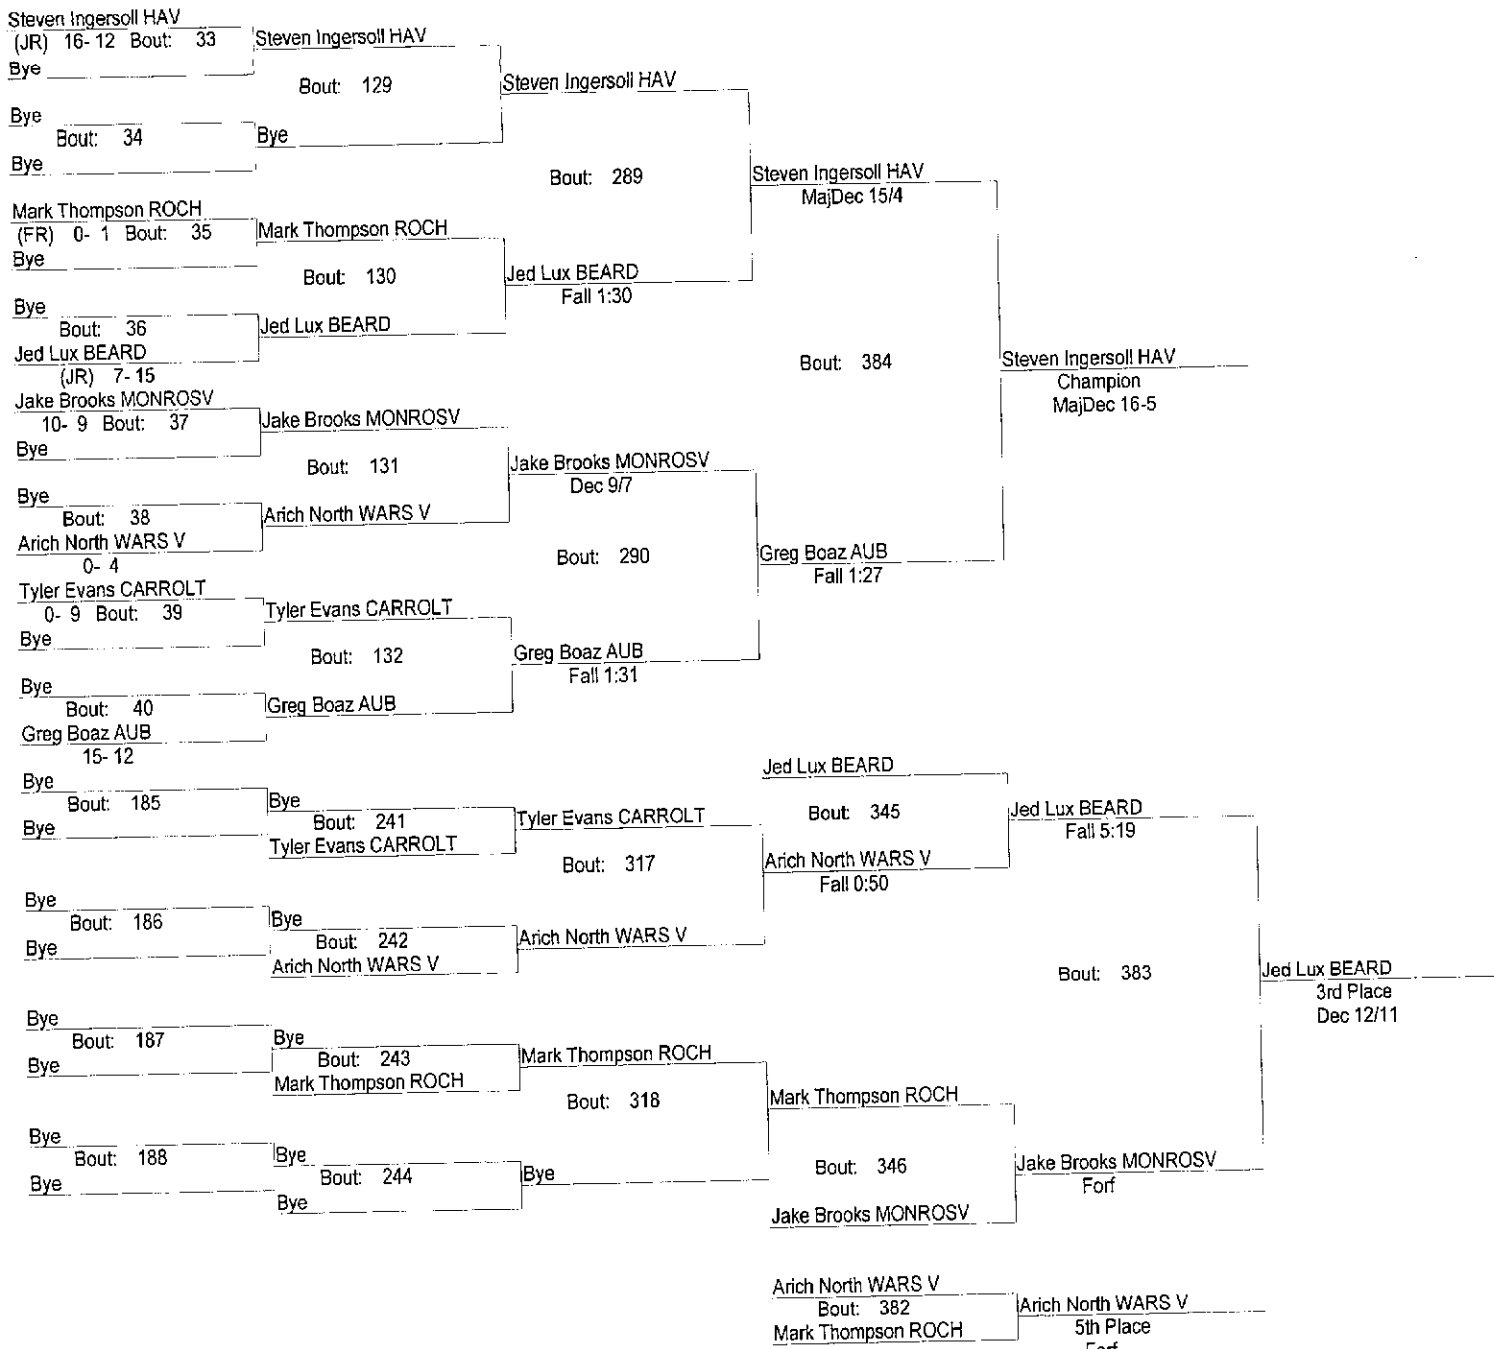 Steven Ingersoll HAV
(JR) 16- 12 Bout: 33
Steven Ingersoll HAV
Bye
Bout: 129
Steven Ingersoll HAV
Bye
Bout: 34
Bye
Bye
Bout: 289
Steven Ingersoll HAV
MajDec 15/4
Mark Thompson ROCH
(FR) 0- 1 Bout: 35
Mark Thompson ROCH
Bye
Bout: 130
Jed Lux BEARD
Fall 1:30
Bye
Bout: 36
Jed Lux BEARD
Jed Lux BEARD
(JR) 7- 15
Bout: 384
Steven Ingersoll HAV
Champion
MajDec 16-5
Jake Brooks MONROSV
10- 9 Bout: 37
Jake Brooks MONROSV
Bye
Bout: 131
Jake Brooks MONROSV
Dec 9/7
Bye
Bout: 38
Arich North WARS V
Arich North WARS V
0- 4
Bout: 290
Greg Boaz AUB
Fall 1:27
Tyler Evans CARROLT
0- 9 Bout: 39
Tyler Evans CARROLT
Bye
Bout: 132
Greg Boaz AUB
Fall 1:31
Bye
Bout: 40
Greg Boaz AUB
Greg Boaz AUB
15- 12
Bye
Bout: 185
Bye
Bye
Bout: 241
Tyler Evans CARROLT
Tyler Evans CARROLT
Jed Lux BEARD
Bout: 345
Jed Lux BEARD
Fall 5:19
Bout: 317
Arich North WARS V
Fall 0:50
Bye
Bout: 186
Bye
Bye
Bout: 242
Arich North WARS V
Arich North WARS V
Bout: 383
Jed Lux BEARD
3rd Place
Dec 12/11
Bye
Bout: 187
Bye
Bye
Bout: 243
Mark Thompson ROCH
Mark Thompson ROCH
Bout: 318
Mark Thompson ROCH
Bye
Bout: 188
Bye
Bye
Bout: 244
Bye
Bye
Bout: 346
Jake Brooks MONROSV
Forf
Jake Brooks MONROSV
Arich North WARS V
Bout: 382
Mark Thompson ROCH
Arich North WARS V
5th Place
Forf